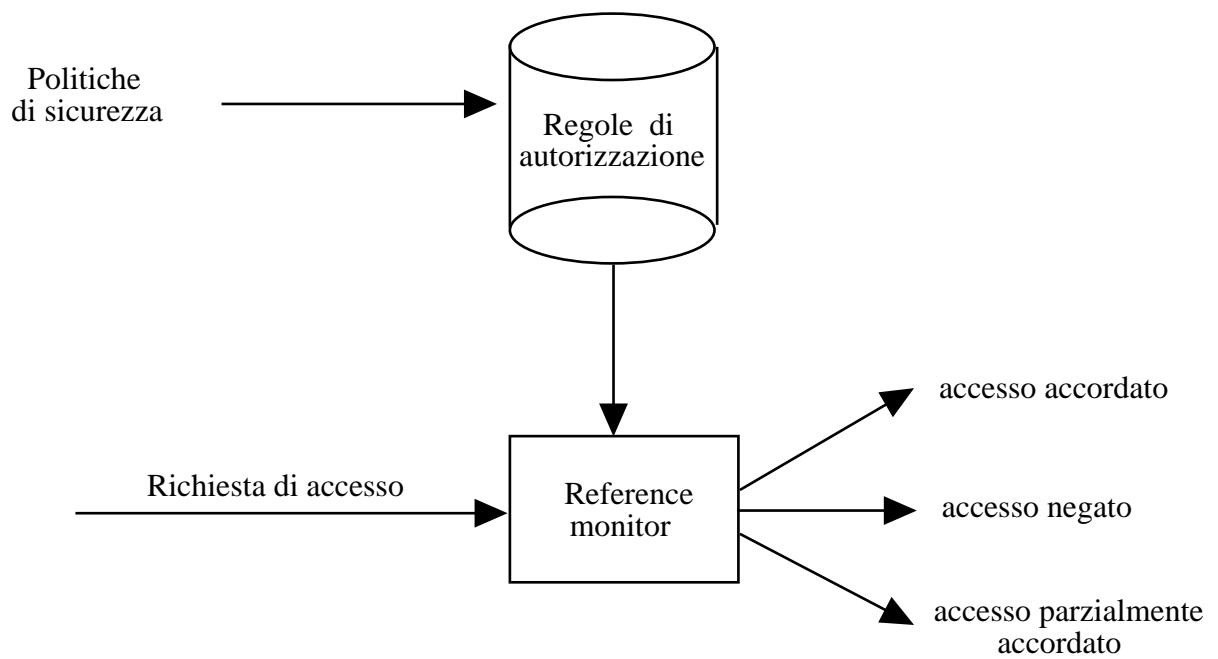 Politiche
di sicurezza
Regole di
autorizzazione
accesso accordato
Richiesta di accesso
Reference
monitor
accesso negato
accesso parzialmente
accordato